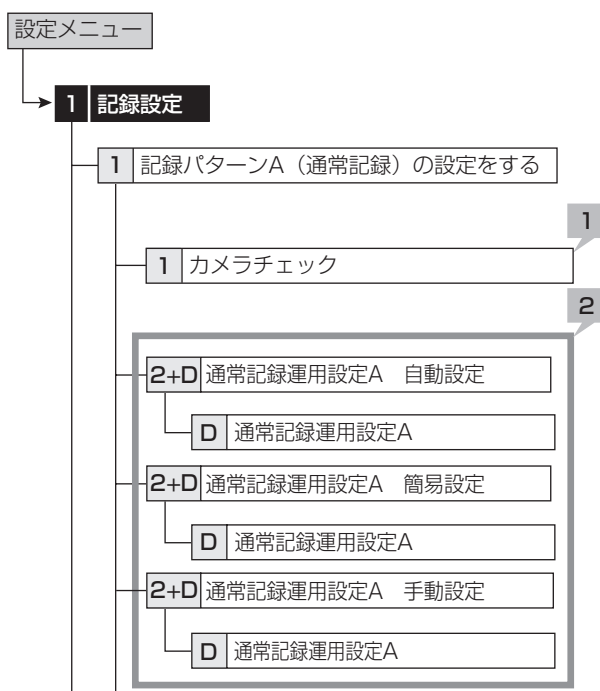 設定メニュー
1 記録設定
1 記録パターンA（通常記録）の設定をする
1
1 カメラチェック
2
2+D 通常記録運用設定A 自動設定
D 通常記録運用設定A
2+D 通常記録運用設定A 簡易設定
D 通常記録運用設定A
2+D 通常記録運用設定A 手動設定
D 通常記録運用設定A